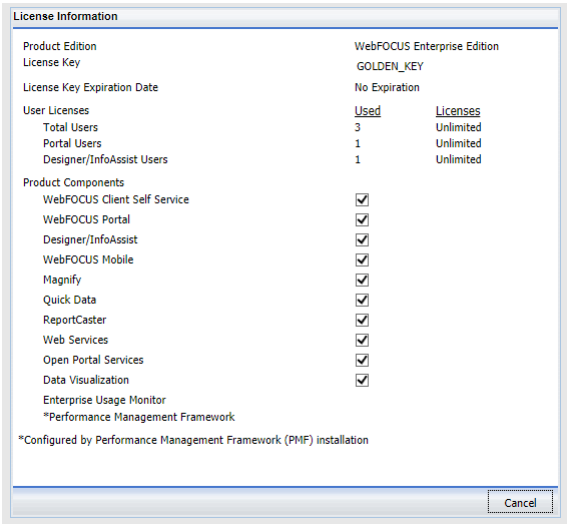 License Information
Product Edition WebFOCUS Enterprise Edition
License Key GOLDEN_KEY
License Key Expiration Date No Expiration
User Licenses Used Licenses
Total Users 3 Unlimited
Portal Users 1 Unlimited
Designer/InfoAssist Users 1 Unlimited
Product Components
WebFOCUS Client Self Service
WebFOCUS Portal
Designer/InfoAssist
WebFOCUS Mobile
Magnify
Quick Data
ReportCaster
Web Services
Open Portal Services
Data Visualization
Enterprise Usage Monitor
*Performance Management Framework
*Configured by Performance Management Framework (PMF) installation
Cancel